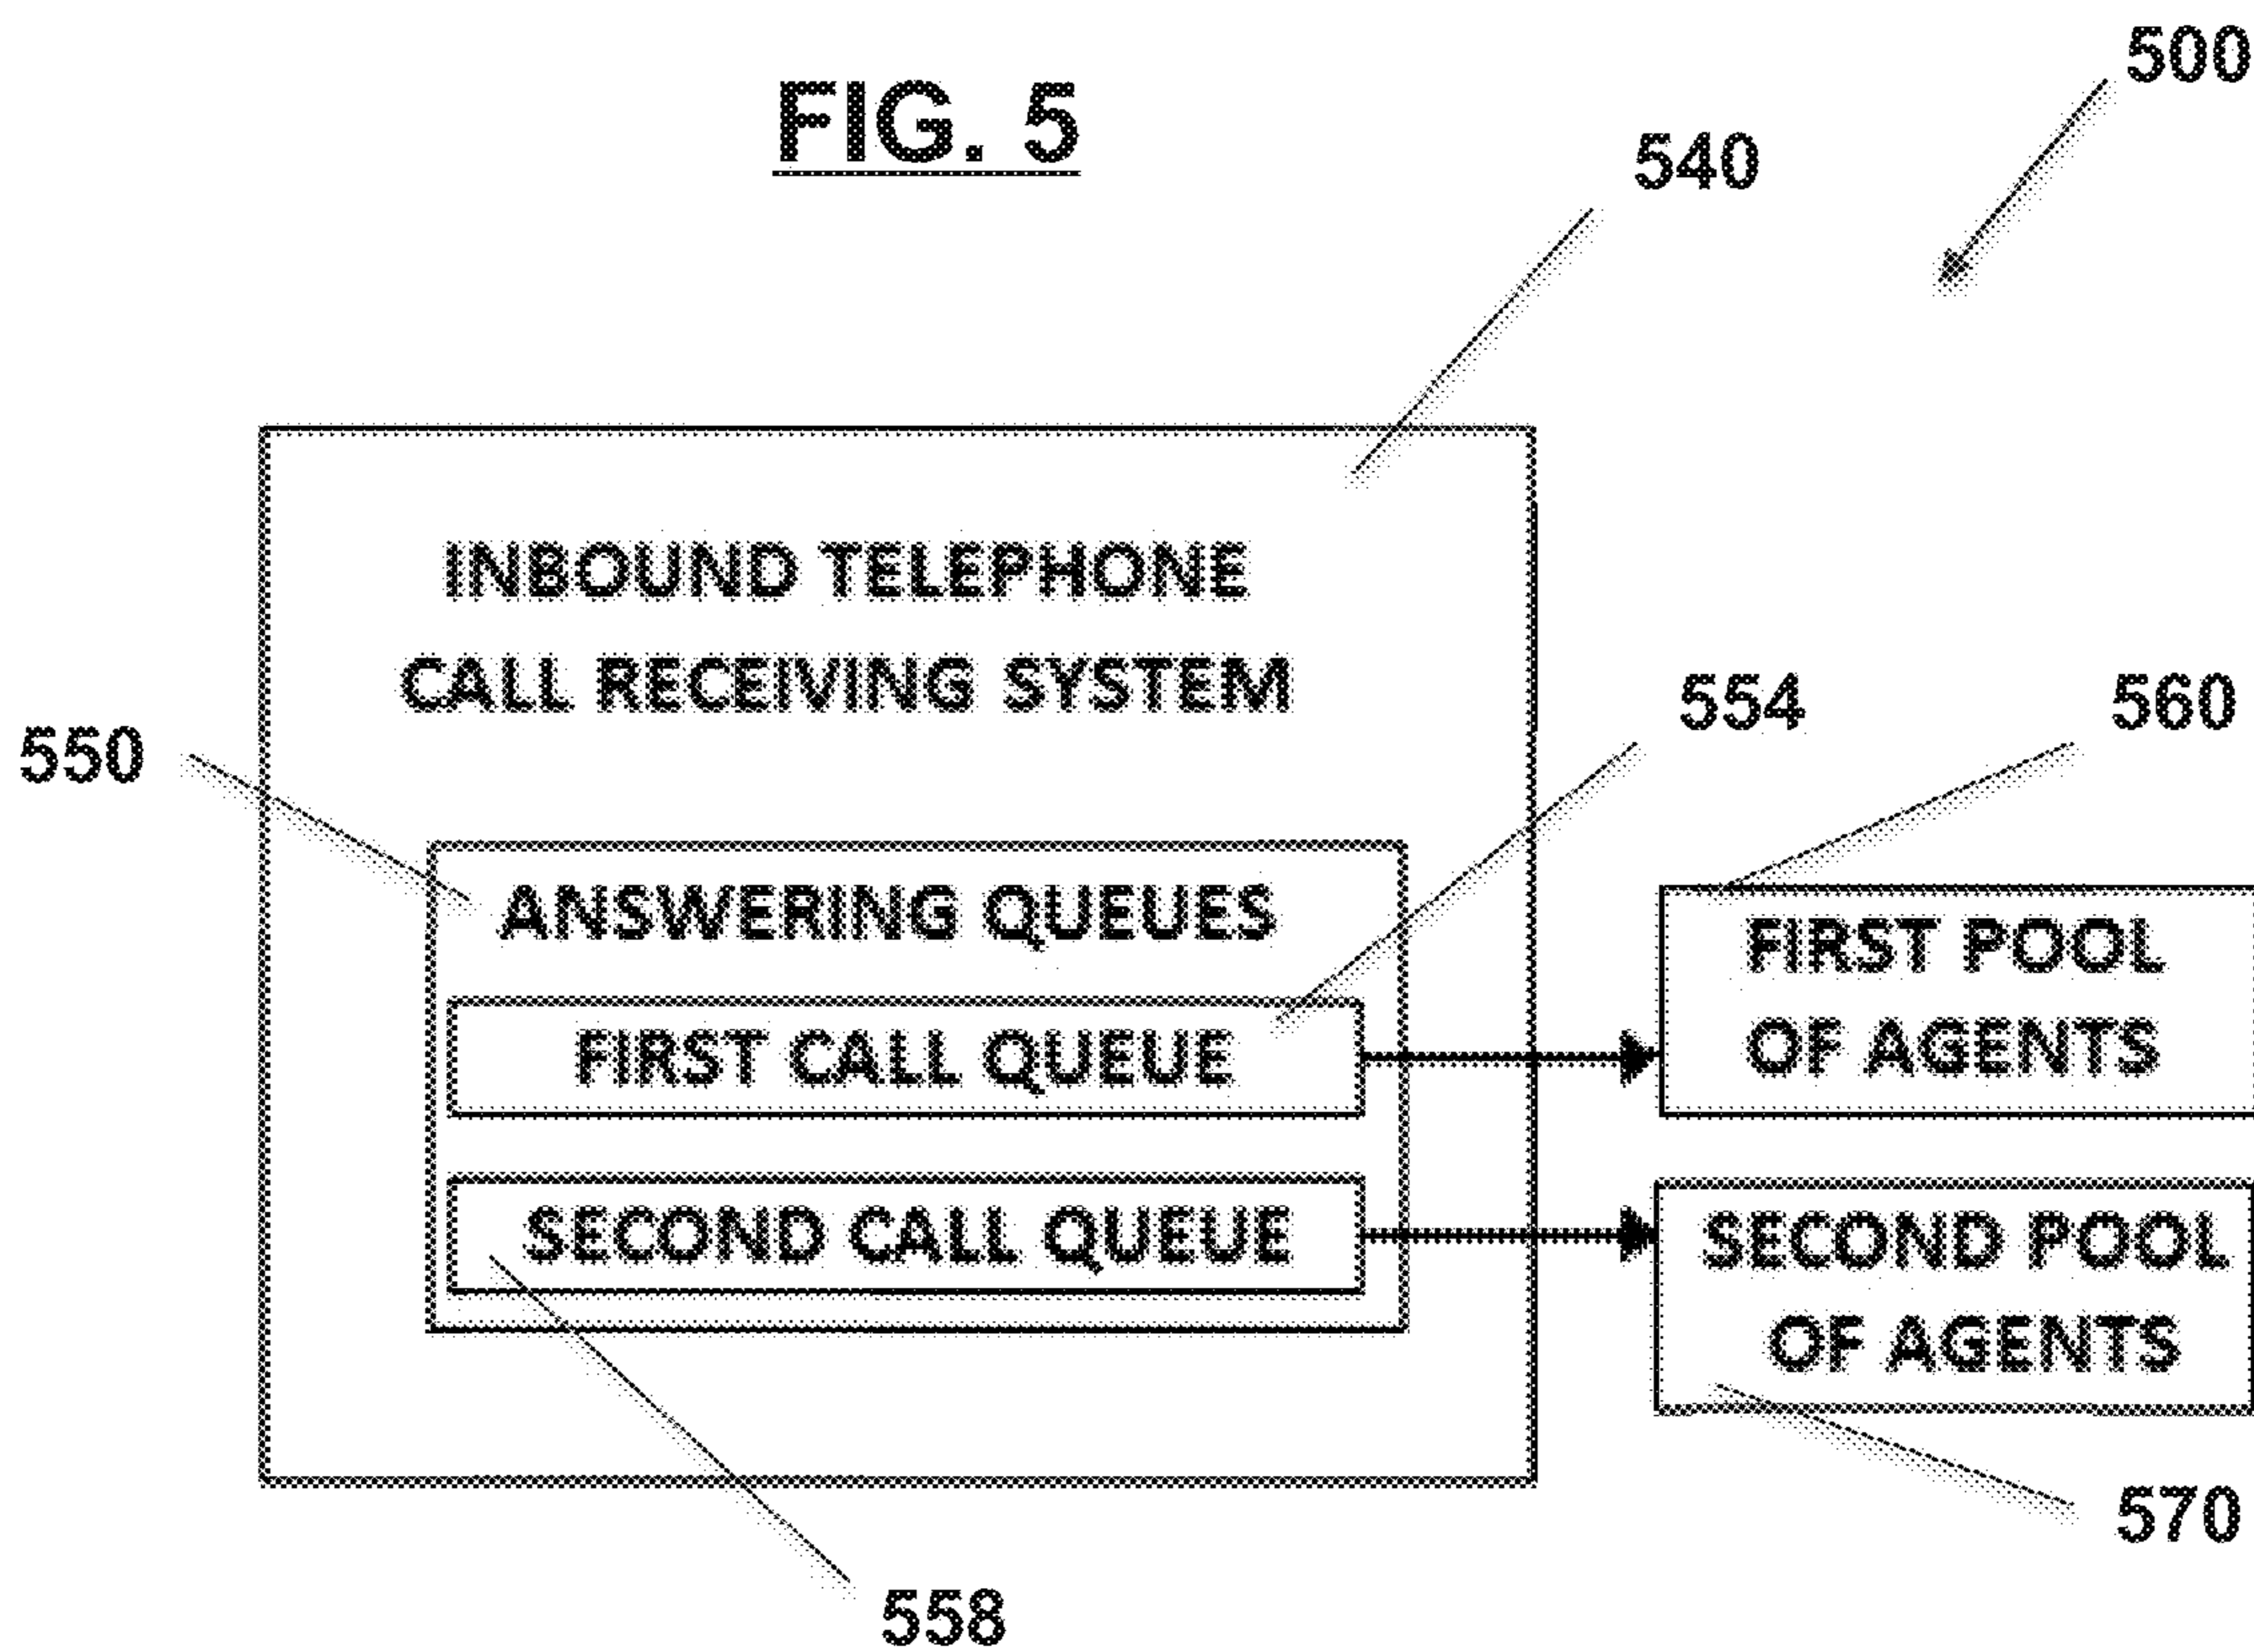 FIG. 5
500
540
INBOUND TELEPHONE
CALL RECEIVING SYSTEM
554
560
550
ANSWERING QUEUES
FIRST CALL QUEUE
FIRST POOL
OF AGENTS
SECOND CALL QUEUE
SECOND POOL
OF AGENTS
570
558